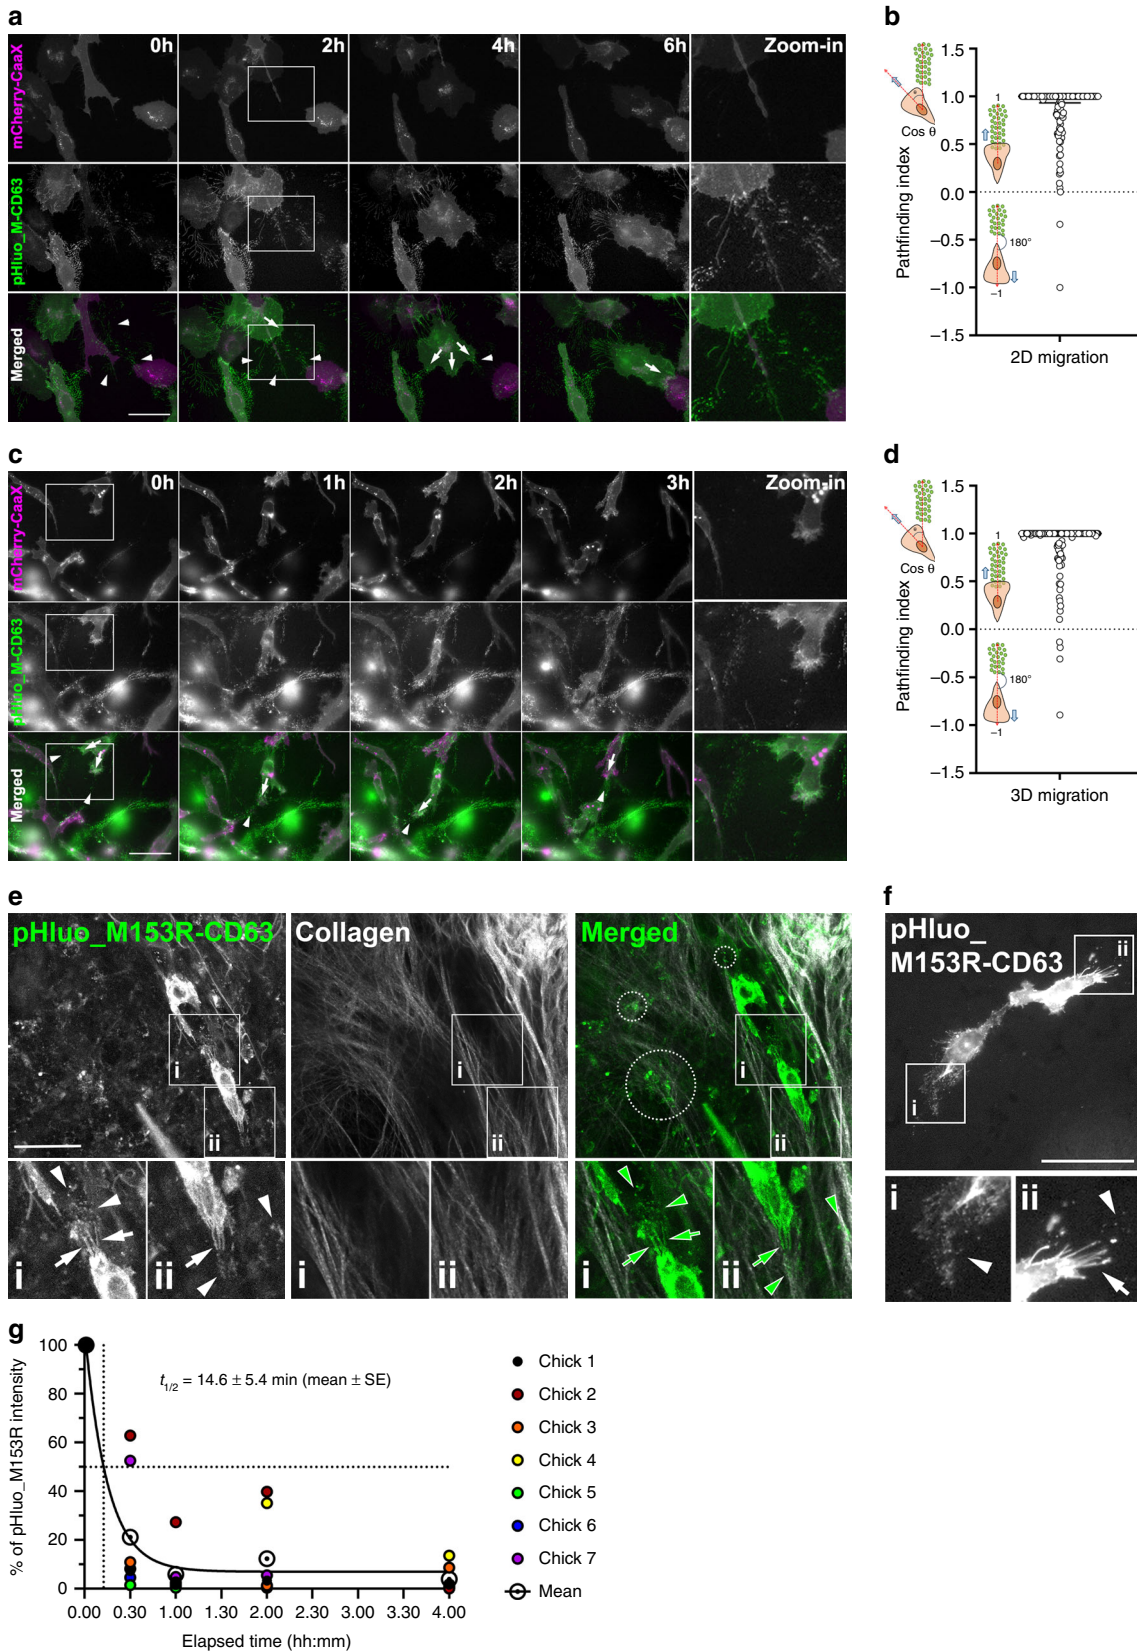 a
mCherry-CaaX
0h
2h
4h
6h
Zoom-in
pHluo_M-CD63
Merged
b
Pathfinding index
1.5
1.0
0.5
0.0
−0.5
−1.0
−1.5
Cos θ
θ
1
180°
−1
2D migration
c
mCherry-CaaX
0h
1h
2h
3h
Zoom-in
pHluo_M-CD63
Merged
d
Pathfinding index
1.5
1.0
0.5
0.0
−0.5
−1.0
−1.5
Cos θ
θ
1
180°
−1
3D migration
e
pHluo_M153R-CD63
Collagen
Merged
i
ii
i
ii
i
ii
i
ii
i
ii
i
ii
f
pHluo_
M153R-CD63
ii
i
i
ii
g
% of pHluo_M153R intensity
100
80
60
40
20
0
t1/2 = 14.6 ± 5.4 min (mean ± SE)
0.00
0.30
1.00
1.30
2.00
2.30
3.00
3.30
4.00
Elapsed time (hh:mm)
Chick 1
Chick 2
Chick 3
Chick 4
Chick 5
Chick 6
Chick 7
Mean